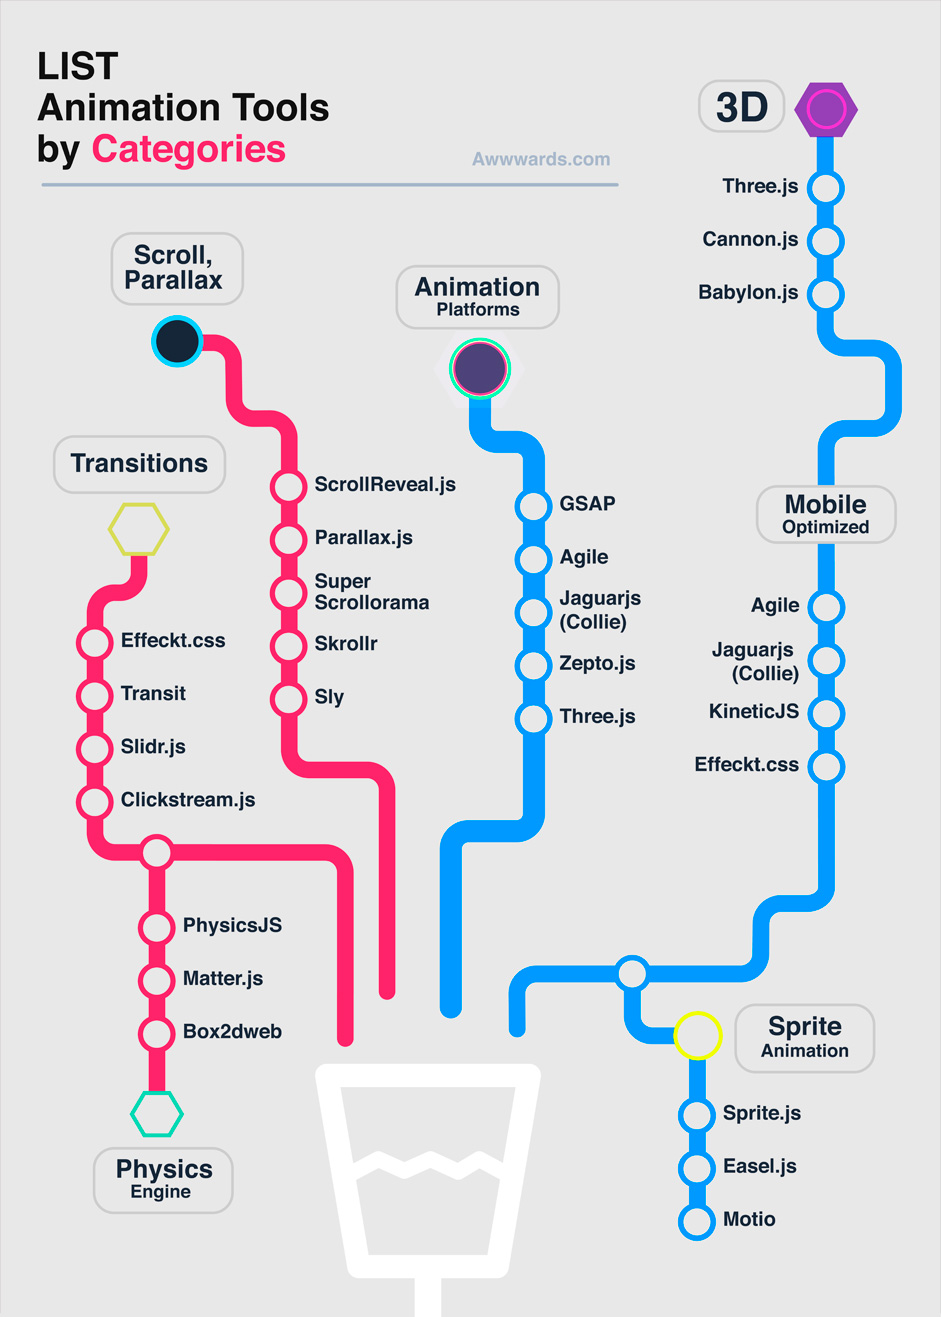 LIST
Animation Tools
by Categories
Awwwards.com
3D
Three.js
Cannon.js
Babylon.js
Scroll,
Parallax
ScrollReveal.js
Parallax.js
Super
Scrollorama
Skrollr
Sly
Animation
Platforms
GSAP
Agile
Jaguarjs
(Collie)
Zepto.js
Three.js
Mobile
Optimized
Agile
Jaguarjs
(Collie)
KineticJS
Effeckt.css
Transitions
Effeckt.css
Transit
Slidr.js
Clickstream.js
PhysicsJS
Matter.js
Box2dweb
Physics
Engine
Sprite
Animation
Sprite.js
Easel.js
Motio